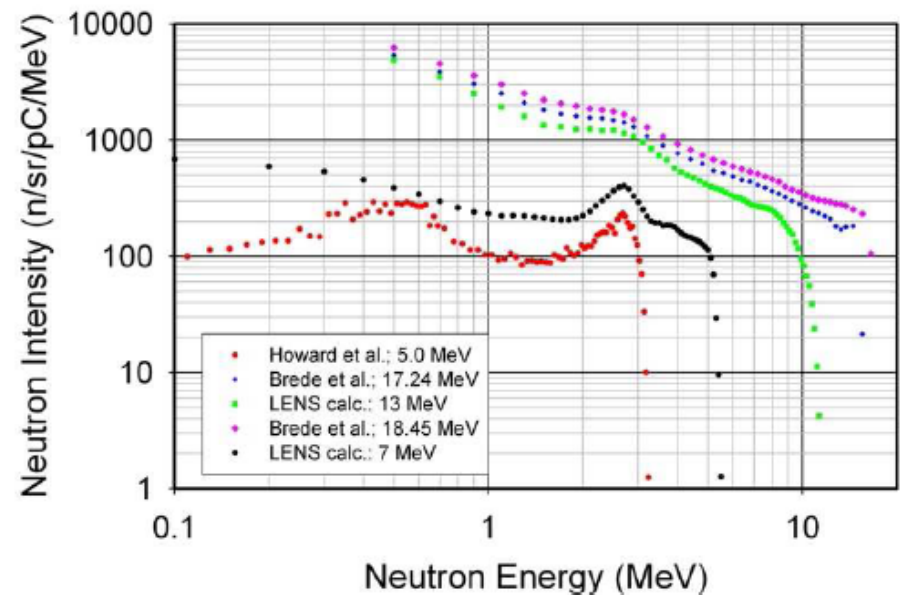 10000
1000
100
10
1
Neutron Intensity (n/sr/pC/MeV)
Howard et al.; 5.0 MeV
Brede et al.; 17.24 MeV
LENS calc.: 13 MeV
Brede et al.; 18.45 MeV
LENS calc.: 7 MeV
0.1 1 10
Neutron Energy (MeV)